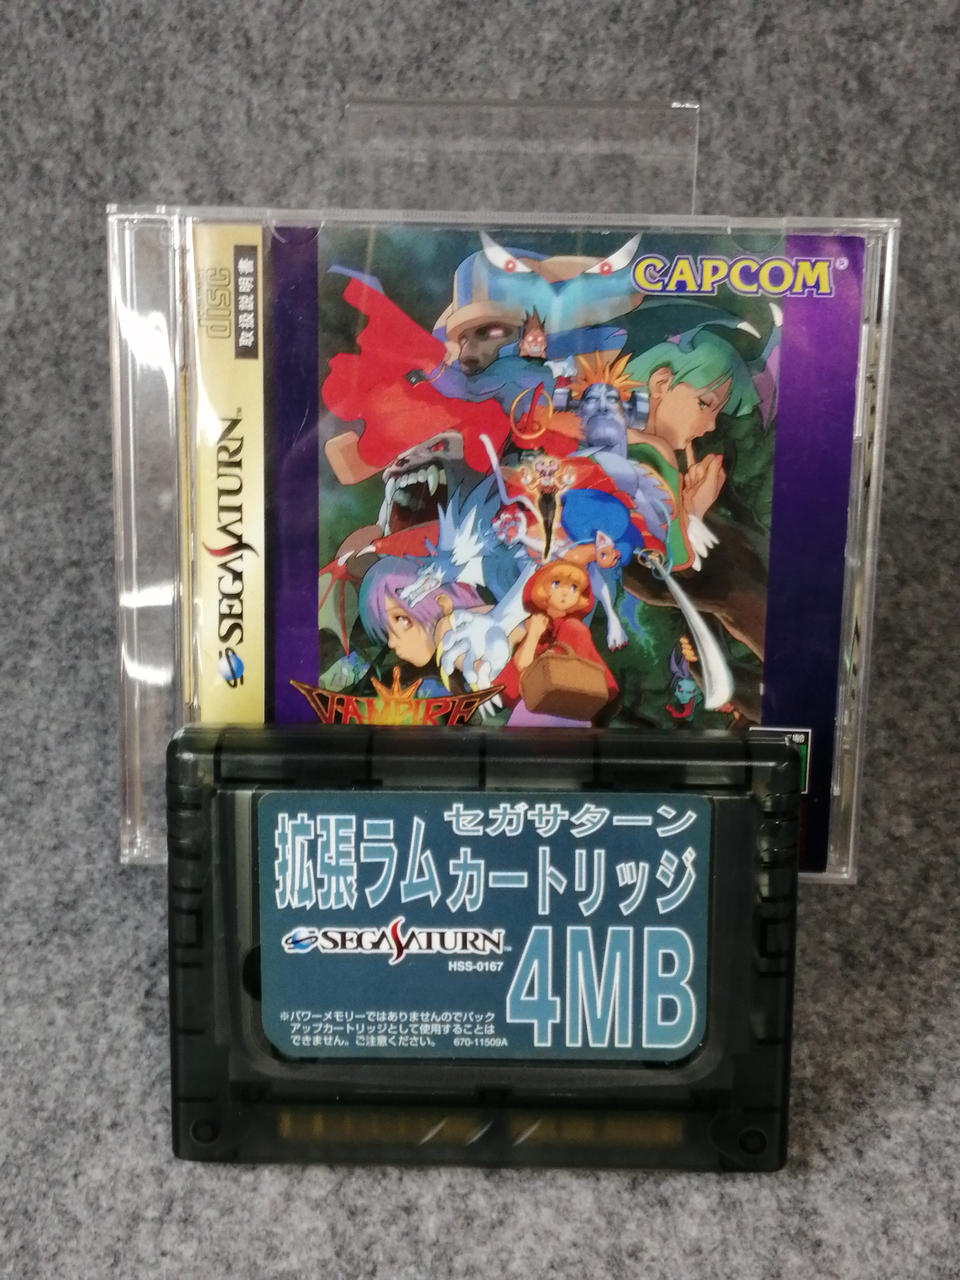 CAPCOM®
disc
取扱説明書
SEGA SATURN™
VAMPIRE
セガサターン
拡張ラムカートリッジ
SEGA SATURN™
HSS-0167
4MB
※パワーメモリーではありませんのでバック
アップカートリッジとして使用することは
できません。ご注意ください。 670-11509A